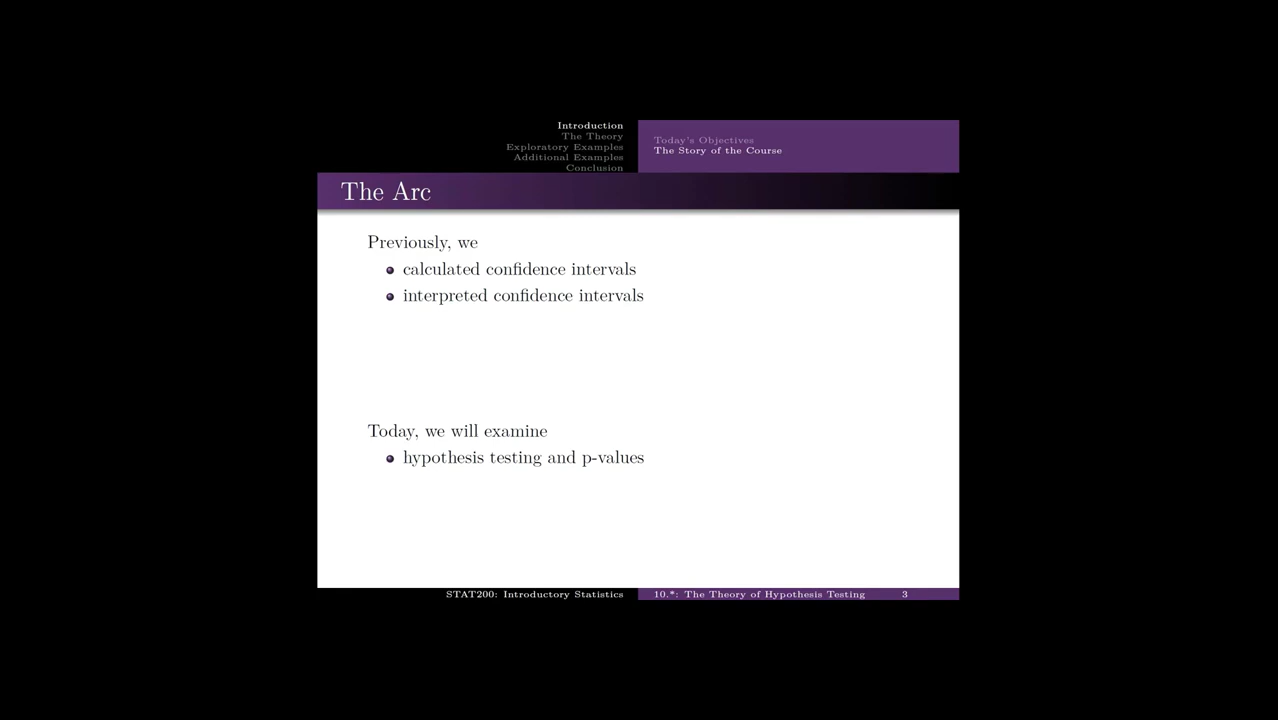 Introduction
The Theory
Exploratory Examples
Additional Examples
Conclusion
Today's Objectives
The Story of the Course
The Arc
Previously, we
calculated confidence intervals
interpreted confidence intervals
Today, we will examine
hypothesis testing and p-values
STAT200: Introductory Statistics
10.*: The Theory of Hypothesis Testing 3